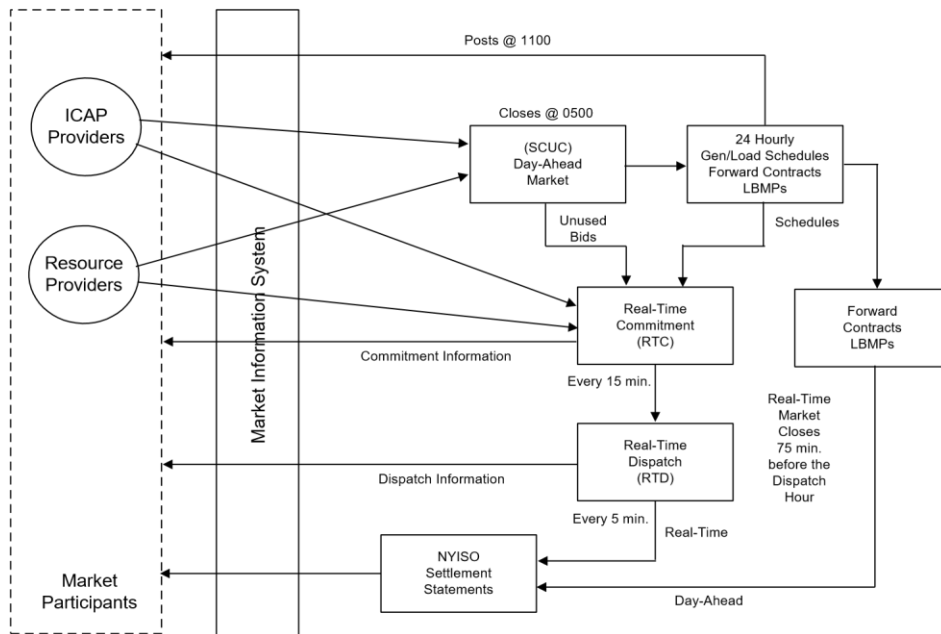 Posts @ 1100
ICAP
Providers
Closes @ 0500
(SCUC)
Day-Ahead
Market
24 Hourly
Gen/Load Schedules
Forward Contracts
LBMPs
Unused
Bids
Schedules
Resource
Providers
Market Information System
Real-Time
Commitment
(RTC)
Forward
Contracts
LBMPs
Commitment Information
Every 15 min.
Real-Time
Market
Closes
75 min.
before the
Dispatch
Hour
Real-Time
Dispatch
(RTD)
Dispatch Information
Every 5 min.
Real-Time
NYISO
Settlement
Statements
Market
Participants
Day-Ahead